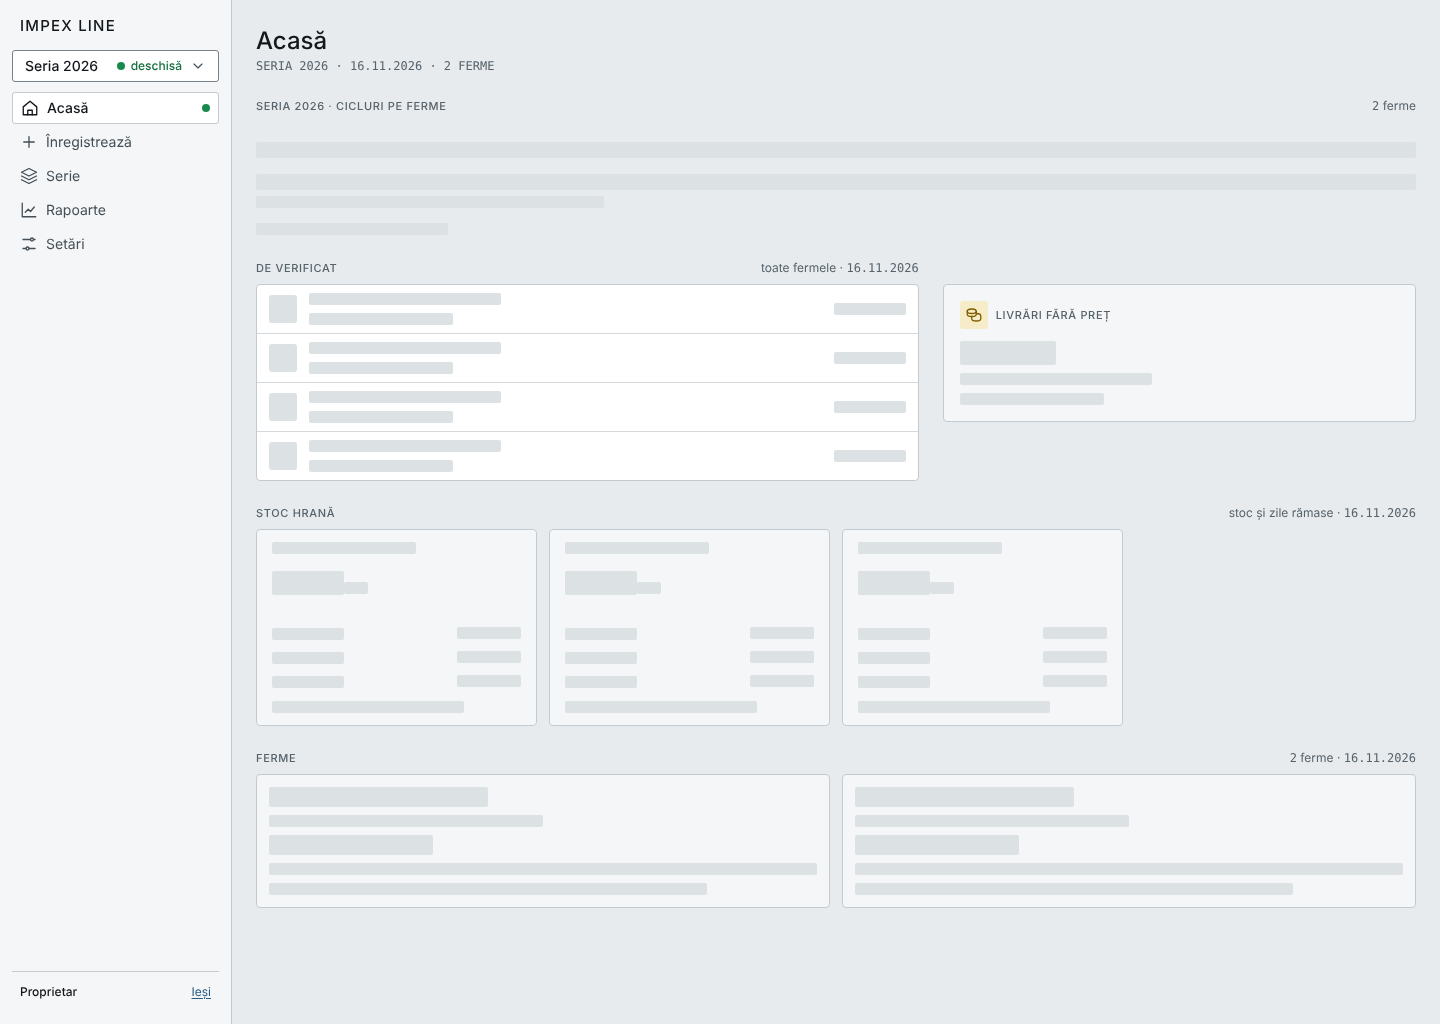 IMPEX LINE
Seria 2026 deschisă
Acasă
Înregistrează
Serie
Rapoarte
Setări
Proprietar Ieși
Acasă
SERIA 2026 · 16.11.2026 · 2 FERME
SERIA 2026 · CICLURI PE FERME 2 ferme
DE VERIFICAT toate fermele · 16.11.2026
LIVRĂRI FĂRĂ PREȚ
STOC HRANĂ stoc și zile rămase · 16.11.2026
FERME 2 ferme · 16.11.2026